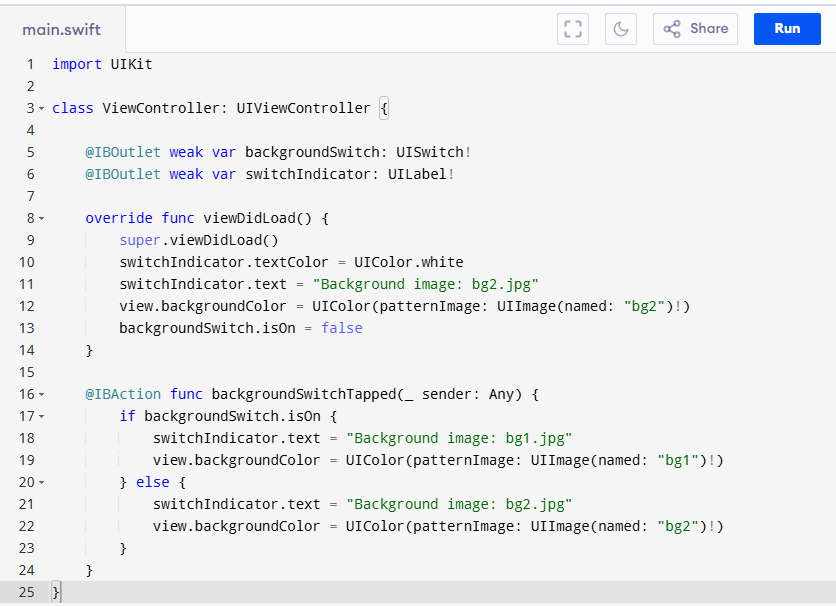 main.swift
Share
Run
1 import UIKit
2
3 class ViewController: UIViewController {
4
5     @IBOutlet weak var backgroundSwitch: UISwitch!
6     @IBOutlet weak var switchIndicator: UILabel!
7
8     override func viewDidLoad() {
9         super.viewDidLoad()
10         switchIndicator.textColor = UIColor.white
11         switchIndicator.text = "Background image: bg2.jpg"
12         view.backgroundColor = UIColor(patternImage: UIImage(named: "bg2")!)
13         backgroundSwitch.isOn = false
14     }
15
16     @IBAction func backgroundSwitchTapped(_ sender: Any) {
17         if backgroundSwitch.isOn {
18             switchIndicator.text = "Background image: bg1.jpg"
19             view.backgroundColor = UIColor(patternImage: UIImage(named: "bg1")!)
20         } else {
21             switchIndicator.text = "Background image: bg2.jpg"
22             view.backgroundColor = UIColor(patternImage: UIImage(named: "bg2")!)
23         }
24     }
25 }